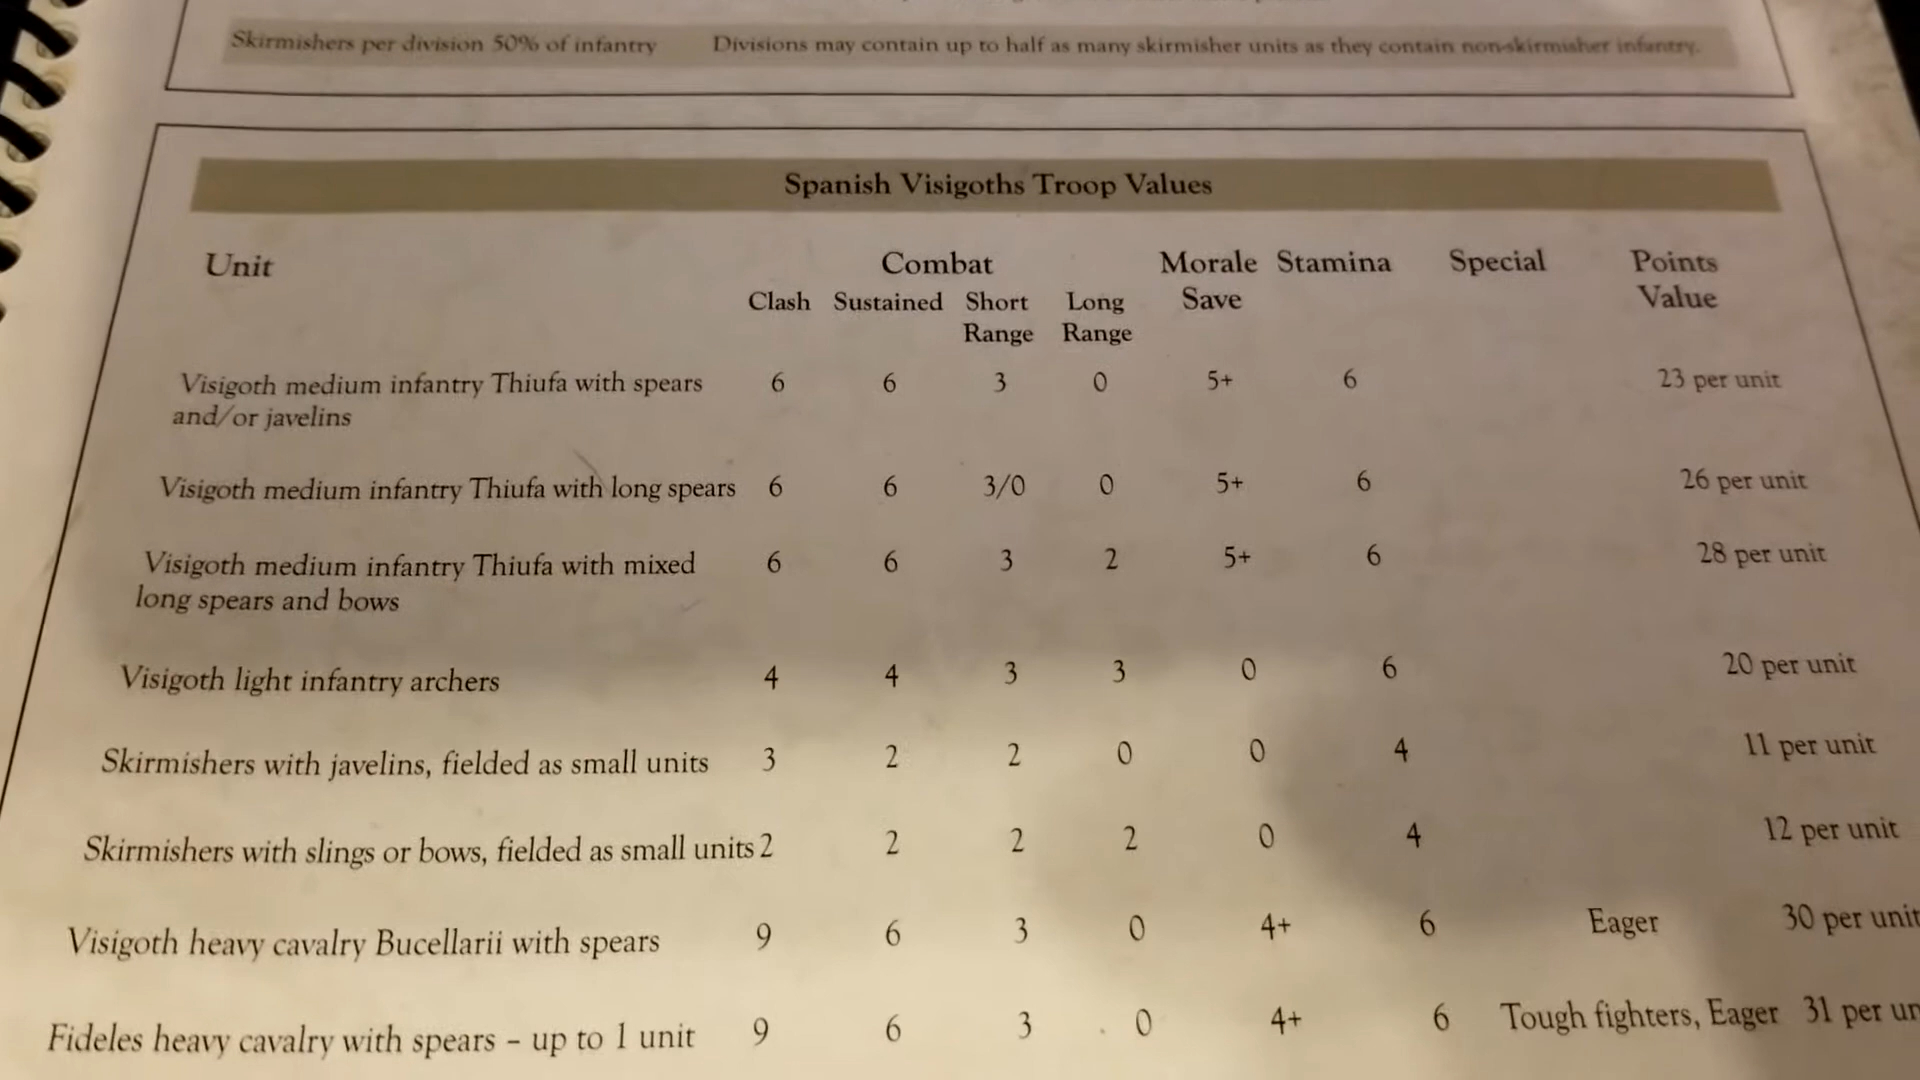 Skirmishers per division 50% of infantry Divisions may contain up to half as many skirmisher units as they contain non-skirmisher infantry.
Spanish Visigoths Troop Values
Unit Combat Morale Stamina Special Points
Clash Sustained Short Long Save Value
Range Range
Visigoth medium infantry Thiufa with spears 6 6 3 0 5+ 6 23 per unit
and/or javelins
Visigoth medium infantry Thiufa with long spears 6 6 3/0 0 5+ 6 26 per unit
Visigoth medium infantry Thiufa with mixed 6 6 3 2 5+ 6 28 per unit
long spears and bows
Visigoth light infantry archers 4 4 3 3 0 6 20 per unit
Skirmishers with javelins, fielded as small units 3 2 2 0 0 4 11 per unit
Skirmishers with slings or bows, fielded as small units 2 2 2 2 0 4 12 per unit
Visigoth heavy cavalry Bucellarii with spears 9 6 3 0 4+ 6 Eager 30 per unit
Fideles heavy cavalry with spears – up to 1 unit 9 6 3 0 4+ 6 Tough fighters, Eager 31 per un